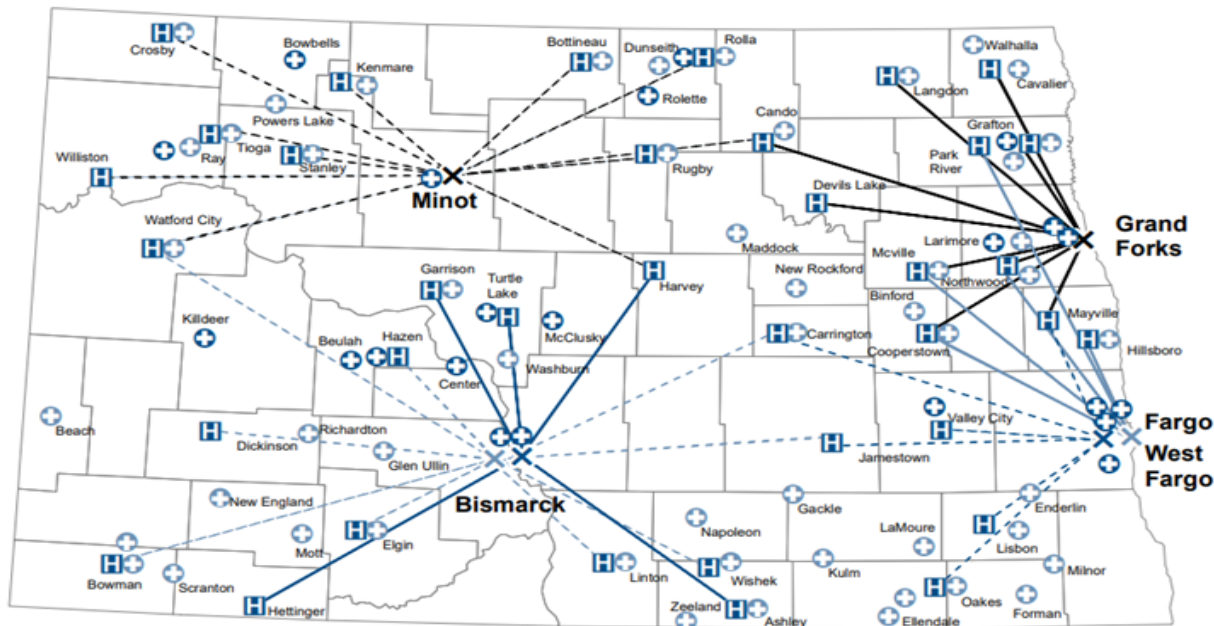 Crosby
Bowbells
Kenmare
Powers Lake
Bottineau
Dunseith
Rolla
Rolette
Walhalla
Cavalier
Langdon
Cando
Grafton
Park
River
Williston
Ray
Tioga
Stanley
Minot
Rugby
Devils Lake
Watford City
Maddock
Larimore
Grand
Forks
Mcville
Northwood
Garrison
Turtle
Lake
Harvey
New Rockford
Binford
Mayville
Killdeer
Beulah
Hazen
McClusky
Center
Washburn
Carrington
Cooperstown
Hillsboro
Beach
Dickinson
Richardton
Glen Ullin
Jamestown
Valley City
Fargo
West
Fargo
Bismarck
New England
Mott
Elgin
Napoleon
Gackle
LaMoure
Enderlin
Lisbon
Bowman
Scranton
Hettinger
Linton
Wishek
Kulm
Milnor
Zeeland
Ashley
Ellendale
Oakes
Forman
H H H H H H H H H H H H H H H H H H H H H H H H H H H H H H H H H H H H H